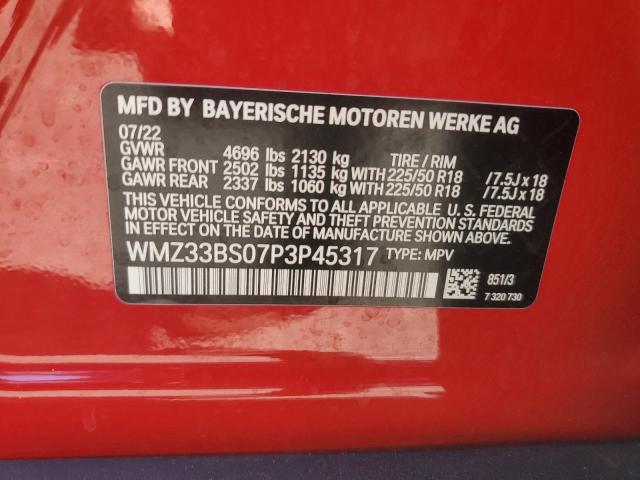 MFD BY BAYERISCHE MOTOREN WERKE AG
07/22
GVWR 4696 lbs 2130 kg TIRE / RIM
GAWR FRONT 2502 lbs 1135 kg WITH 225/50 R18 /7.5J x 18
GAWR REAR 2337 lbs 1060 kg WITH 225/50 R18 /7.5J x 18
THIS VEHICLE CONFORMS TO ALL APPLICABLE U. S. FEDERAL
MOTOR VEHICLE SAFETY AND THEFT PREVENTION STANDARDS
IN EFFECT ON THE DATE OF MANUFACTURE SHOWN ABOVE.
WMZ33BS07P3P45317 TYPE: MPV
851/3
7 320 730